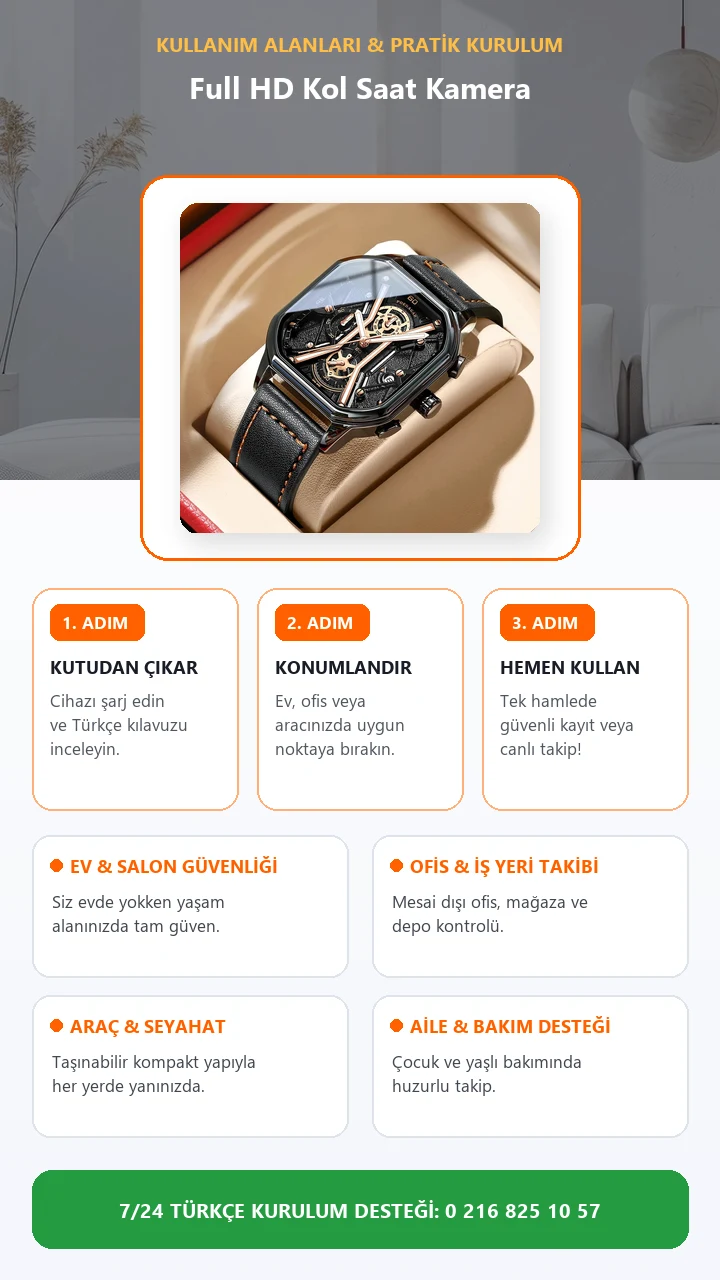 KULLANIM ALANLARI & PRATİK KURULUM
Full HD Kol Saat Kamera
1. ADIM
KUTUDAN ÇIKAR
Cihazı şarj edin
ve Türkçe kılavuzu
inceleyin.
2. ADIM
KONUMLANDIR
Ev, ofis veya
aracınızda uygun
noktaya bırakın.
3. ADIM
HEMEN KULLAN
Tek hamlede
güvenli kayıt veya
canlı takip!
EV & SALON GÜVENLİĞİ
Siz evde yokken yaşam
alanınızda tam güven.
OFİS & İŞ YERİ TAKİBİ
Mesai dışı ofis, mağaza ve
depo kontrolü.
ARAÇ & SEYAHAT
Taşınabilir kompakt yapıyla
her yerde yanınızda.
AİLE & BAKIM DESTEĞİ
Çocuk ve yaşlı bakımında
huzurlu takip.
7/24 TÜRKÇE KURULUM DESTEĞİ: 0 216 825 10 57